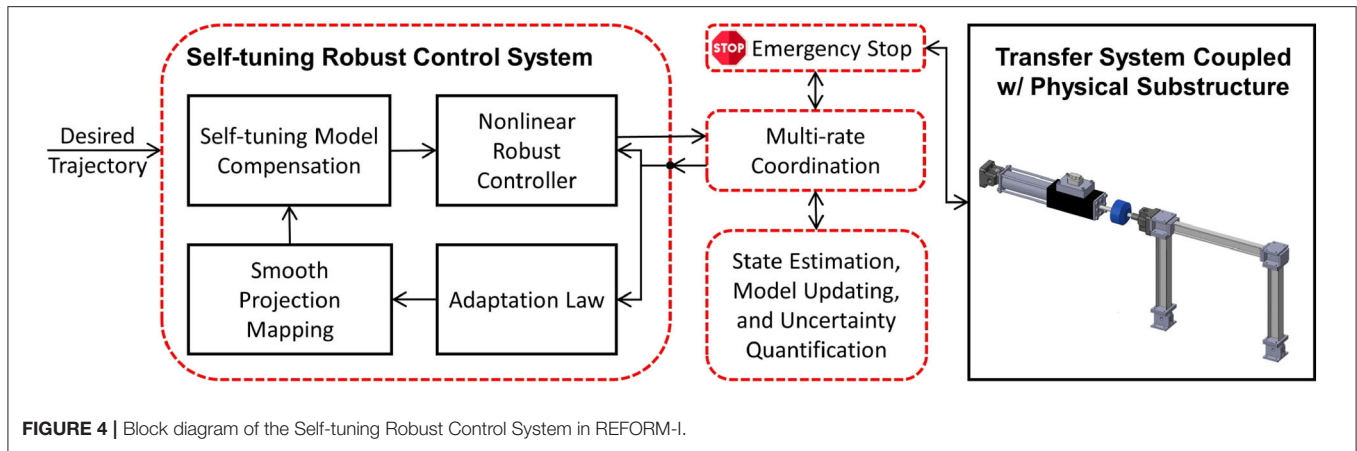 Self-tuning Robust Control System
Desired
Trajectory
Self-tuning Model
Compensation
Nonlinear
Robust
Controller
Smooth
Projection
Mapping
Adaptation Law
STOP Emergency Stop
Multi-rate
Coordination
State Estimation,
Model Updating,
and Uncertainty
Quantification
Transfer System Coupled
w/ Physical Substructure
FIGURE 4 | Block diagram of the Self-tuning Robust Control System in REFORM-I.